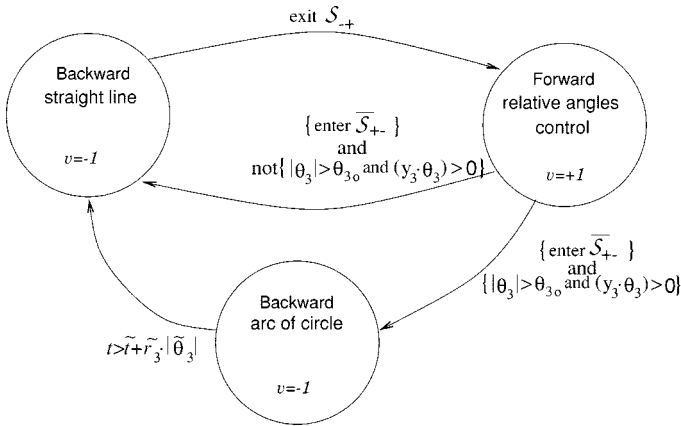 exit 𝒮₋₊
Backward
straight line
v=-1
Forward
relative angles
control
v=+1
{enter 𝒮̅₊₋ }
and
not{ |θ₃|>θ₃ₒ and (y₃·θ₃)>0}
{enter 𝒮̅₊₋ }
and
{|θ₃|>θ₃ₒ and (y₃·θ₃)>0}
Backward
arc of circle
v=-1
t>t̃+r̃₃·|θ̃₃|